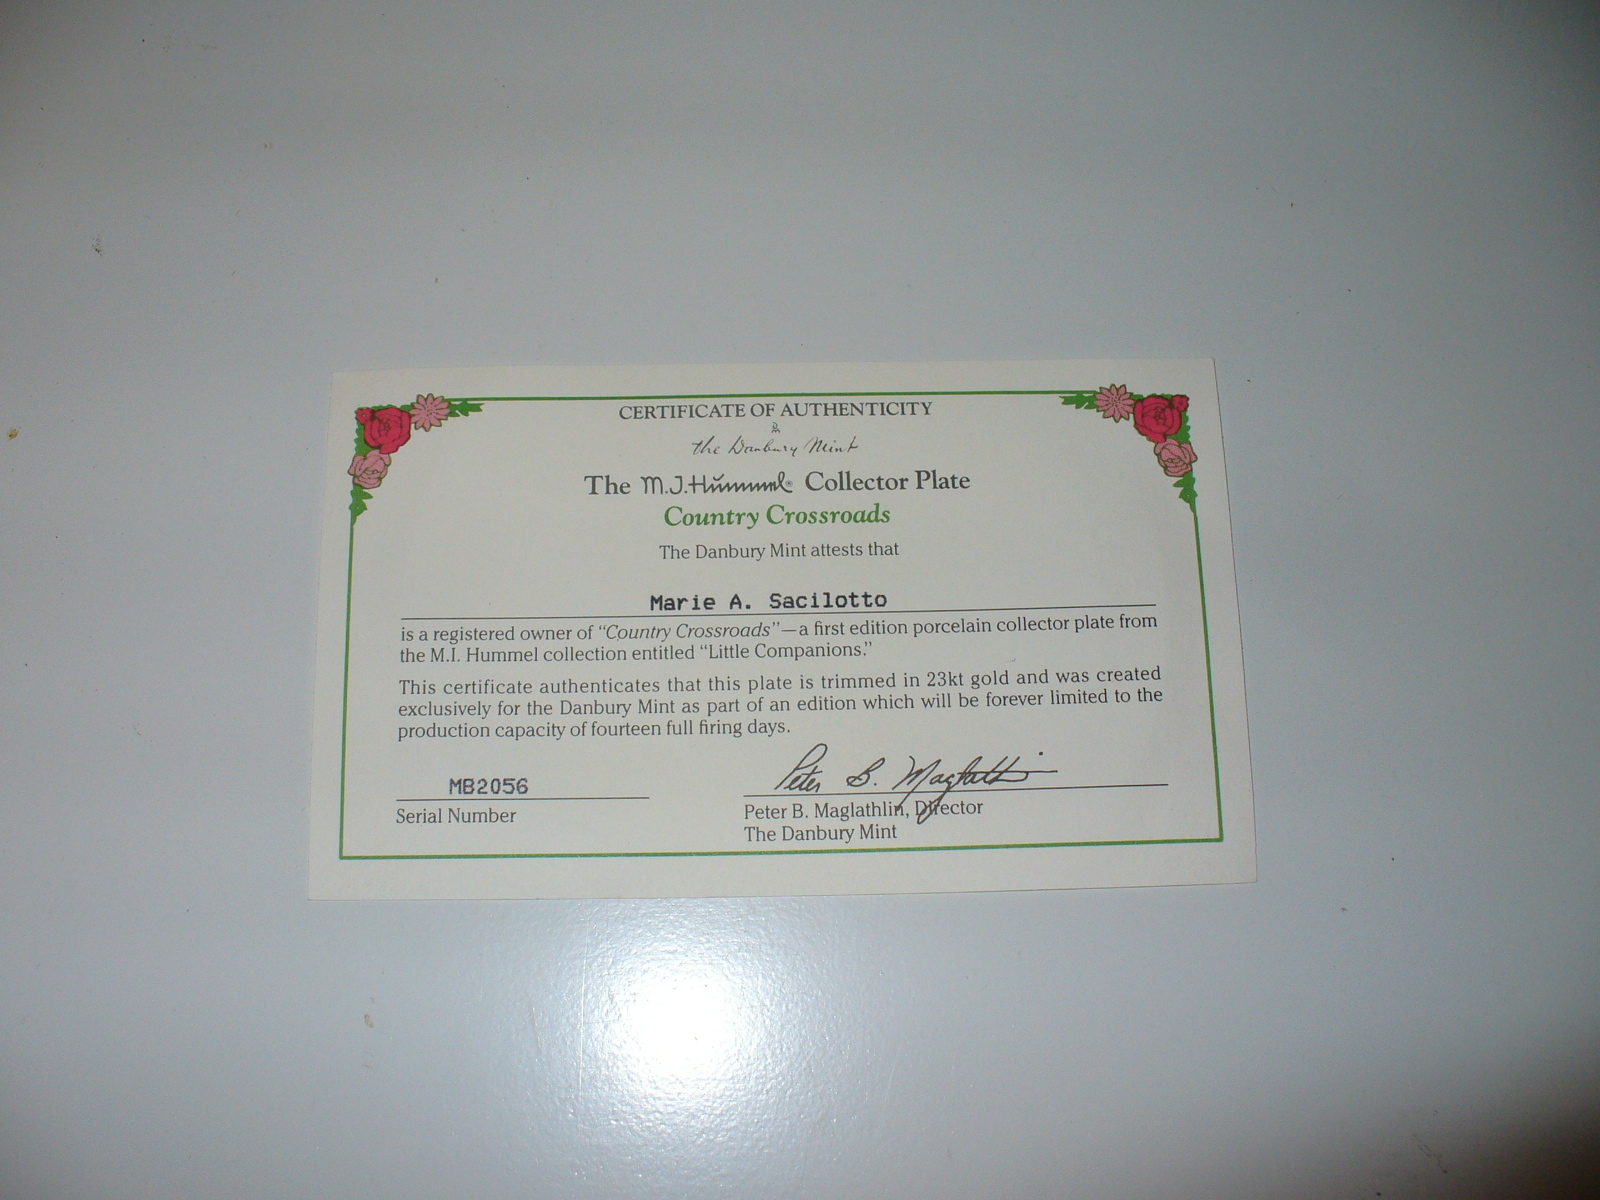 CERTIFICATE OF AUTHENTICITY
the Danbury Mint
The M.J.Hummel® Collector Plate
Country Crossroads
The Danbury Mint attests that
Marie A. Sacilotto
is a registered owner of "Country Crossroads"—a first edition porcelain collector plate from
the M.I. Hummel collection entitled "Little Companions."
This certificate authenticates that this plate is trimmed in 23kt gold and was created
exclusively for the Danbury Mint as part of an edition which will be forever limited to the
production capacity of fourteen full firing days.
MB2056
Serial Number
Peter B. Maglathlin
Peter B. Maglathlin, Director
The Danbury Mint